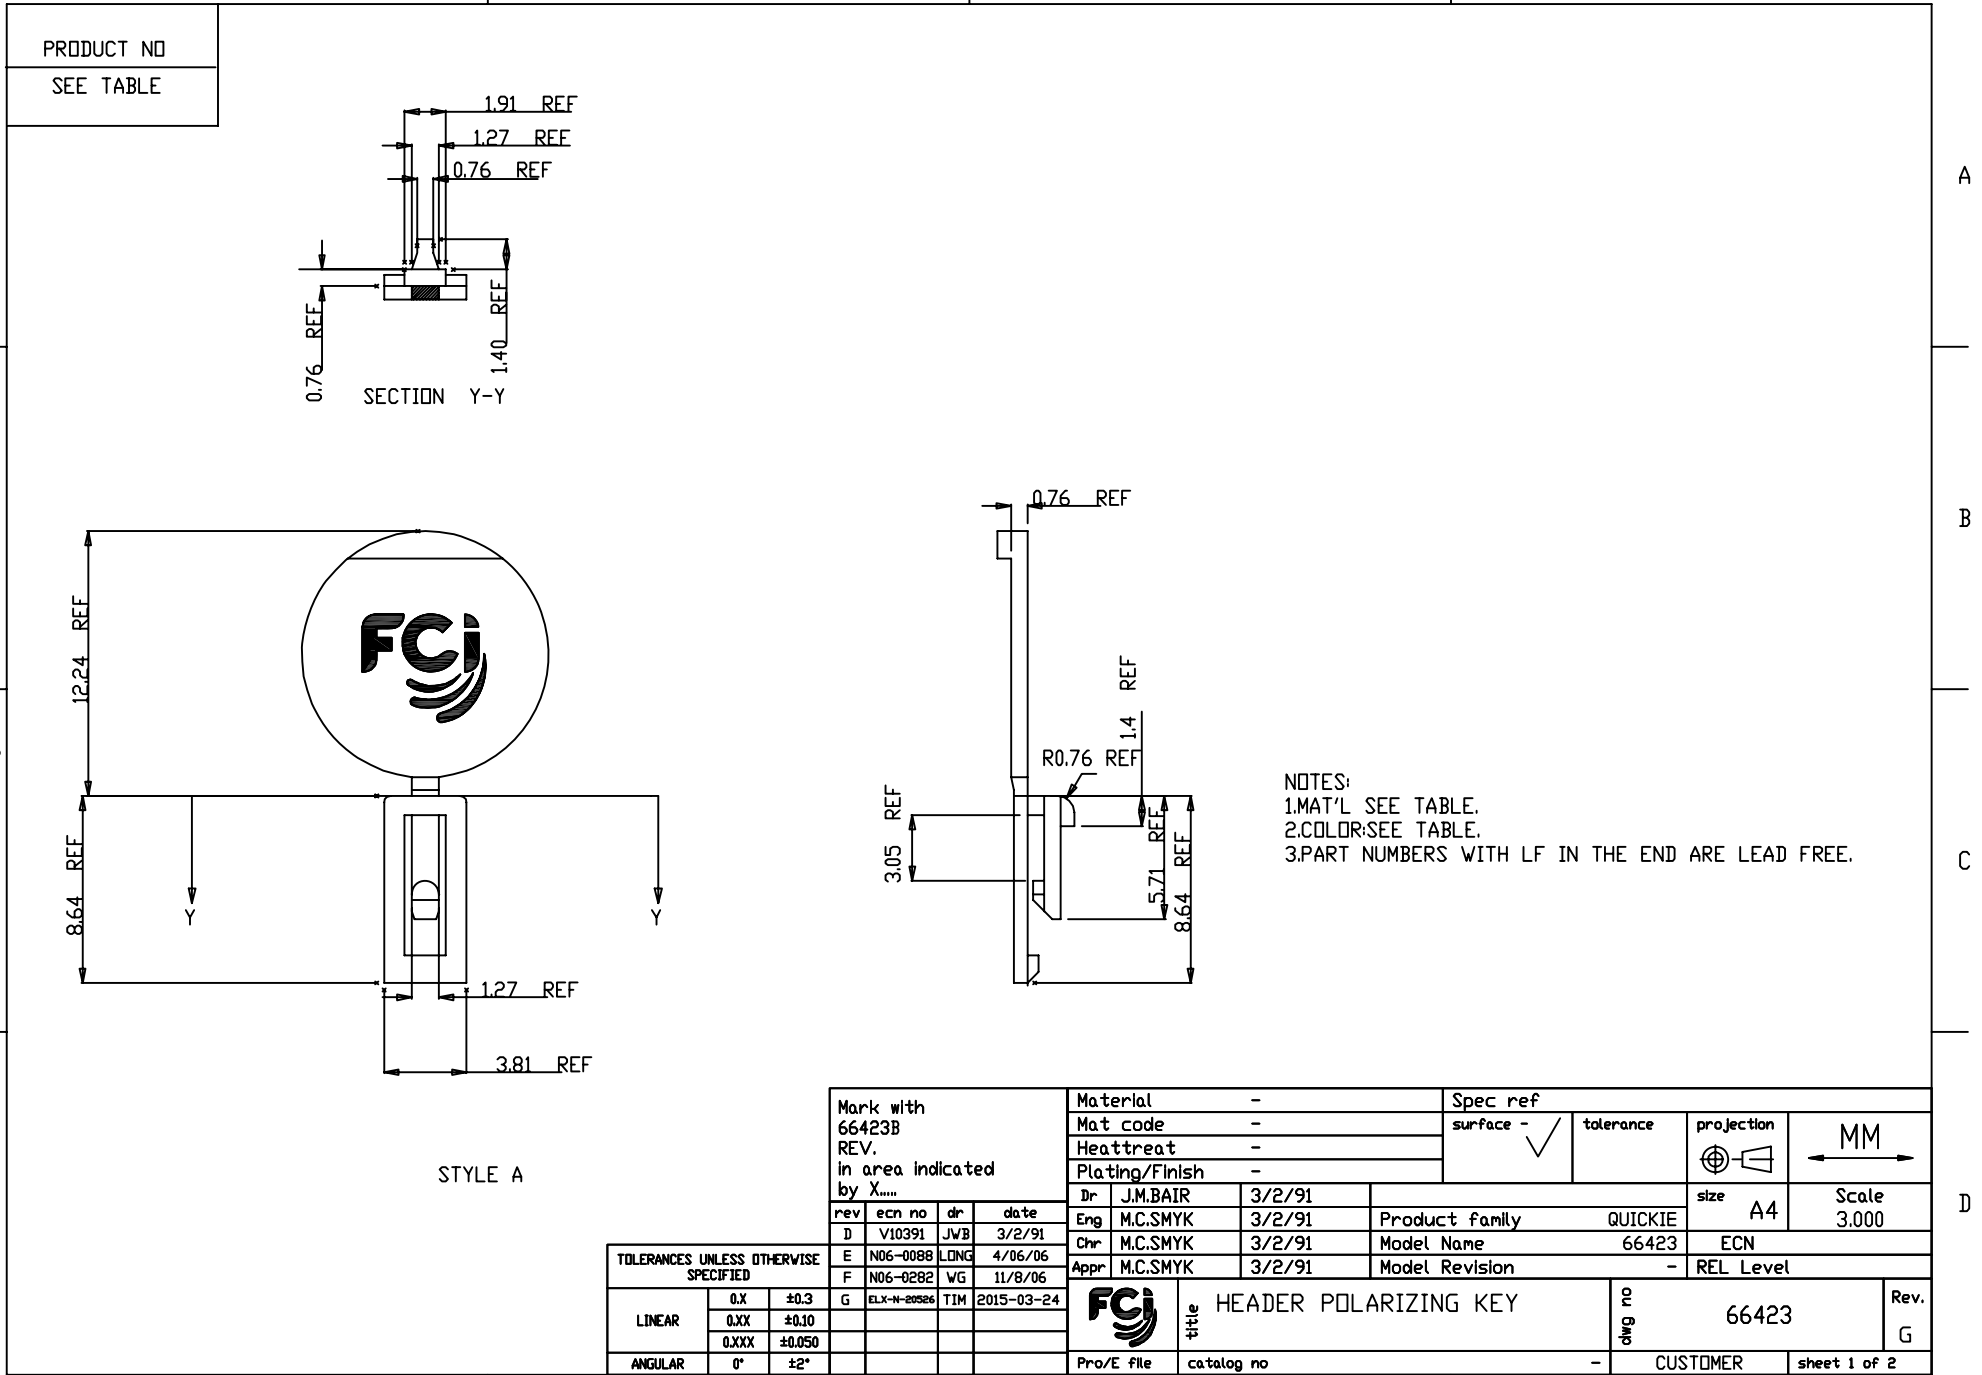 PRODUCT NO
SEE TABLE
1.91 REF
1.27 REF
0.76 REF
0.76 REF
1.40 REF
SECTION Y-Y
A
B
C
D
0.76 REF
12.24 REF
8.64 REF
FCi
Y
Y
1.27 REF
3.81 REF
STYLE A
1.4 REF
R0.76 REF
3.05 REF
5.71 REF
8.64 REF
NOTES:
1.MAT'L SEE TABLE.
2.COLOR:SEE TABLE.
3.PART NUMBERS WITH LF IN THE END ARE LEAD FREE.
Mark with
66423B
REV.
in area indicated
by X.....
rev ecn no dr date
D V10391 JWB 3/2/91
E N06-0088 LONG 4/06/06
F N06-0282 WG 11/8/06
G ELX-N-20526 TIM 2015-03-24
TOLERANCES UNLESS OTHERWISE
SPECIFIED
LINEAR
0.X ±0.3
0.XX ±0.10
0.XXX ±0.050
ANGULAR 0° ±2°
Material -
Mat code -
Heattreat -
Plating/Finish -
Spec ref
surface -
tolerance
projection
MM
Dr J.M.BAIR 3/2/91
Eng M.C.SMYK 3/2/91
Chr M.C.SMYK 3/2/91
Appr M.C.SMYK 3/2/91
Product family QUICKIE
Model Name 66423
Model Revision -
size A4
Scale
3.000
ECN
REL Level
FCi
title HEADER POLARIZING KEY
dwg no 66423
Rev.
G
Pro/E file
catalog no -
CUSTOMER
sheet 1 of 2